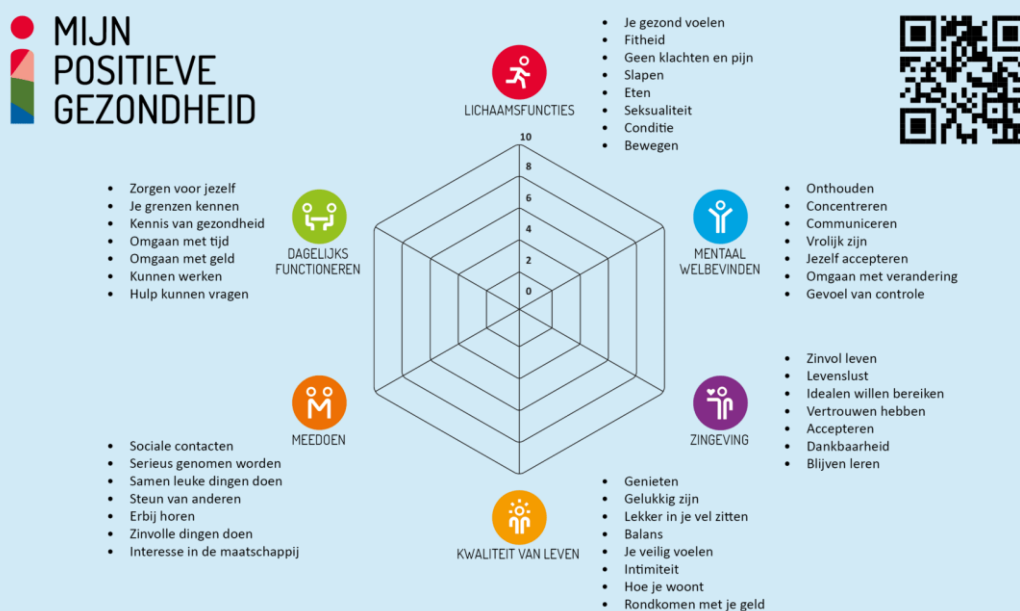 MIJN
POSITIEVE
GEZONDHEID
LICHAAMSFUNCTIES
• Je gezond voelen
• Fitheid
• Geen klachten en pijn
• Slapen
• Eten
• Seksualiteit
• Conditie
• Bewegen
10
8
6
4
2
0
• Zorgen voor jezelf
• Je grenzen kennen
• Kennis van gezondheid
• Omgaan met tijd
• Omgaan met geld
• Kunnen werken
• Hulp kunnen vragen
DAGELIJKS
FUNCTIONEREN
MENTAAL
WELBEVINDEN
• Onthouden
• Concentreren
• Communiceren
• Vrolijk zijn
• Jezelf accepteren
• Omgaan met verandering
• Gevoel van controle
MEEDOEN
• Sociale contacten
• Serieus genomen worden
• Samen leuke dingen doen
• Steun van anderen
• Erbij horen
• Zinvolle dingen doen
• Interesse in de maatschappij
ZINGEVING
• Zinvol leven
• Levenslust
• Idealen willen bereiken
• Vertrouwen hebben
• Accepteren
• Dankbaarheid
• Blijven leren
KWALITEIT VAN LEVEN
• Genieten
• Gelukkig zijn
• Lekker in je vel zitten
• Balans
• Je veilig voelen
• Intimiteit
• Hoe je woont
• Rondkomen met je geld